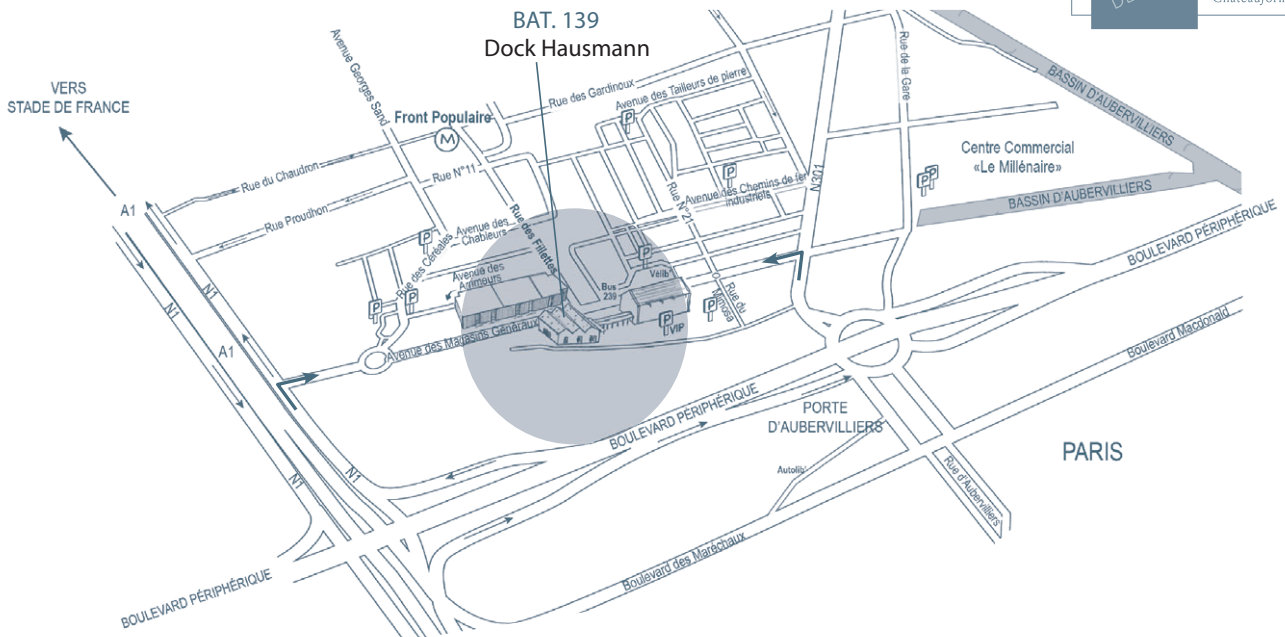 BAT. 139
Dock Hausmann
VERS
STADE DE FRANCE
Avenue Georges Sand
Rue des Gardinoux
Avenue des Tailleurs de pierre
Rue de la Gare
BASSIN D'AUBERVILLIERS
Front Populaire
M
P
Centre Commercial
«Le Millénaire»
Rue du Chaudron
Rue N°11
P
Avenue des Chemins de fer
industriels
N301
P
P
BASSIN D'AUBERVILLIERS
A1
Rue Proudhon
Rue des Fillettes
Rue N°21
Avenue des
Chableurs
P
Rue des Céréales
BOULEVARD PÉRIPHÉRIQUE
Avenue des
Arrimeurs
P
Vélib'
Bus
239
N1
N1
P
P
P
P
VIP
Rue du
Mimosa
Avenue des Magasins Généraux
A1
Boulevard Macdonald
BOULEVARD PÉRIPHÉRIQUE
PORTE
D'AUBERVILLIERS
PARIS
Autolib'
Rue d'Aubervilliers
N1
N1
Boulevard des Maréchaux
BOULEVARD PÉRIPHÉRIQUE